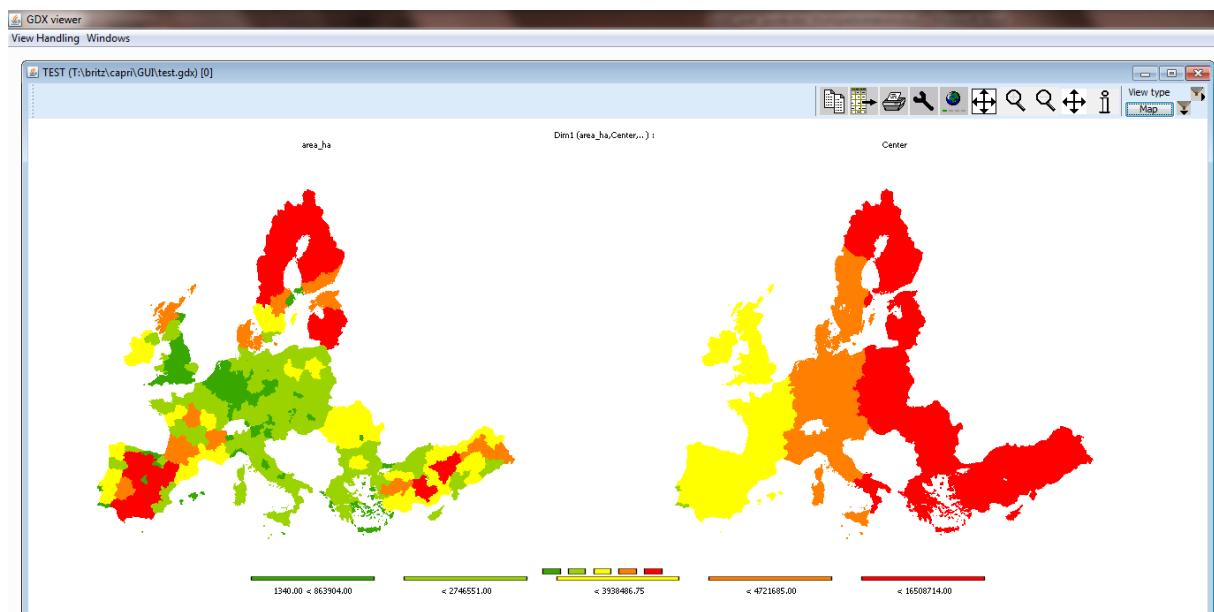 GDX viewer
View Handling Windows
TEST (T:\britz\capri\GUI\test.gdx) [0]
View type
Map
Dim1 (area_ha,Center,.. ) :
area_ha
Center
1340.00 < 863904.00
< 2746551.00
< 3938486.75
< 4721685.00
< 16508714.00